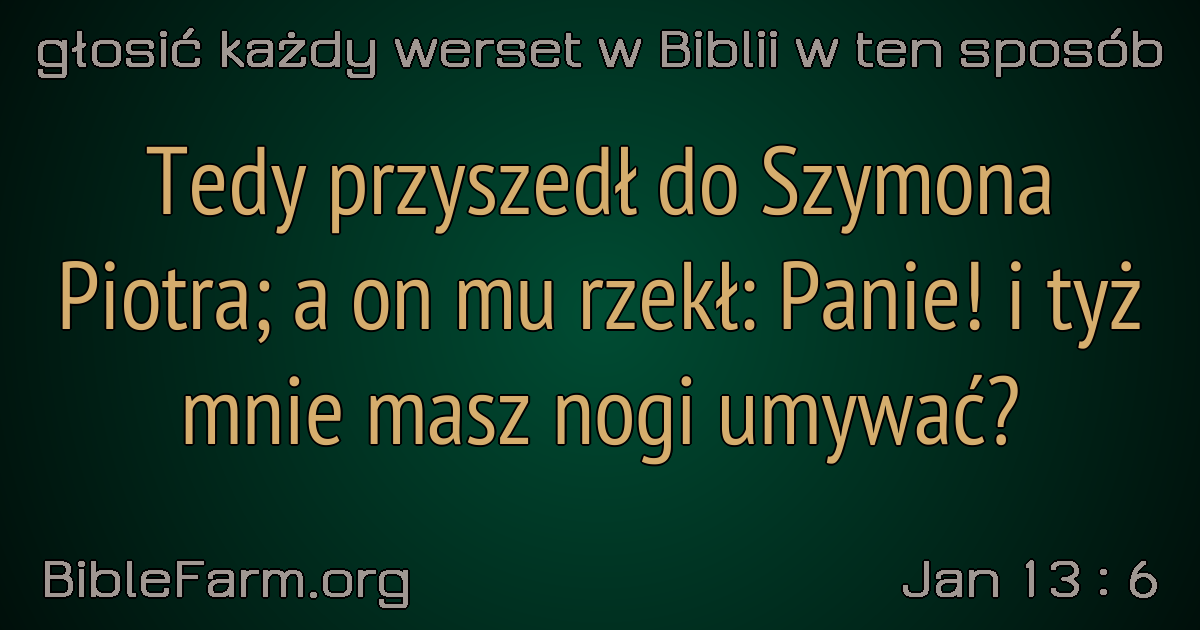 głosić każdy werset w Biblii w ten sposób
Tedy przyszedł do Szymona
Piotra; a on mu rzekł: Panie! i tyż
mnie masz nogi umywać?
BibleFarm.org
Jan 13 : 6